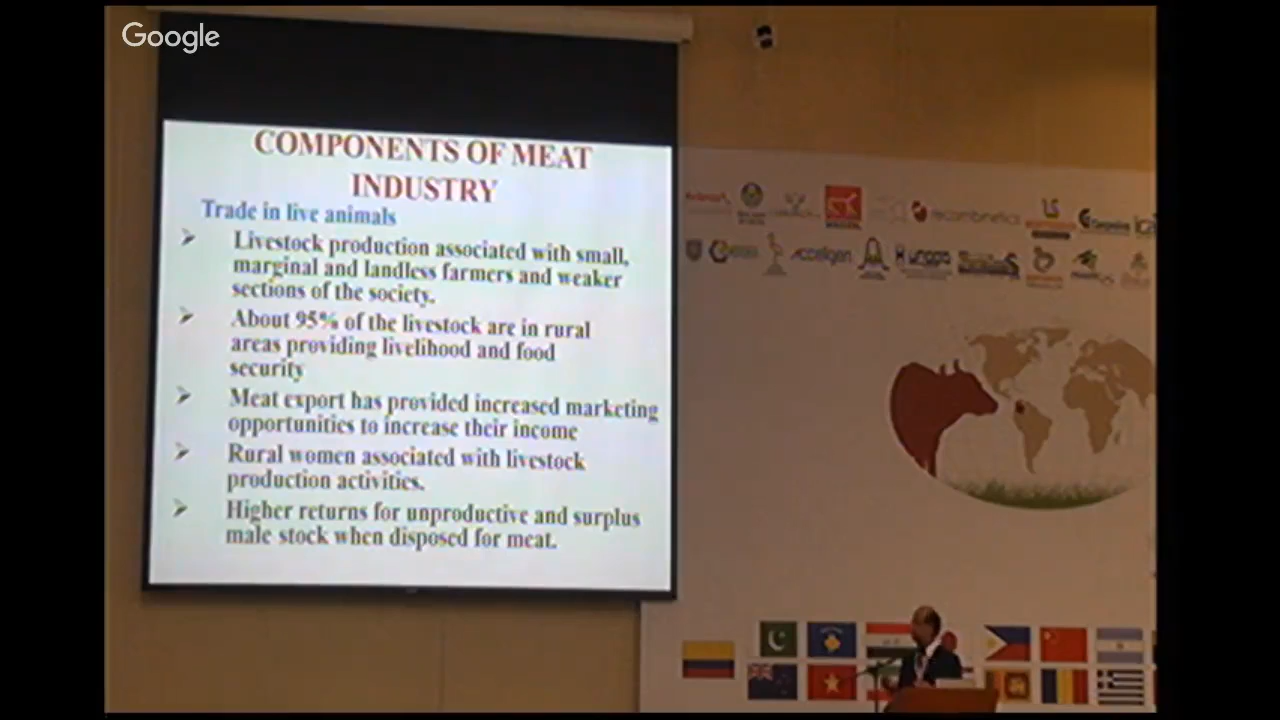 Google
COMPONENTS OF MEAT
INDUSTRY
Trade in live animals
➢ Livestock production associated with small,
marginal and landless farmers and weaker
sections of the society.
➢ About 95% of the livestock are in rural
areas providing livelihood and food
security
➢ Meat export has provided increased marketing
opportunities to increase their income
➢ Rural women associated with livestock
production activities.
➢ Higher returns for unproductive and surplus
male stock when disposed for meat.
recombinetics
LS
Acceligen